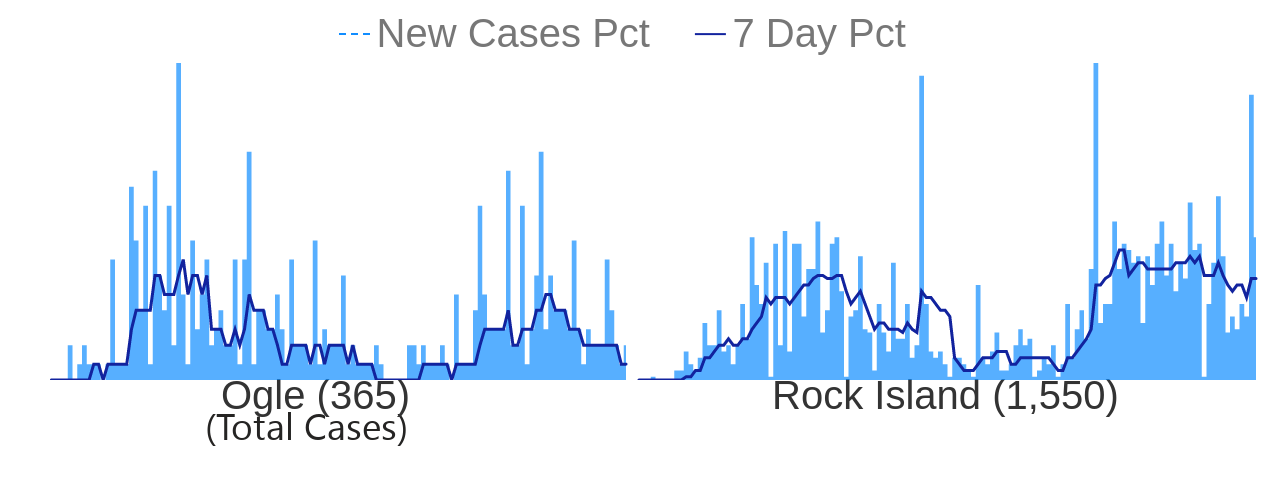 New Cases Pct 7 Day Pct
Ogle (365) Rock Island (1,550)
(Total Cases)